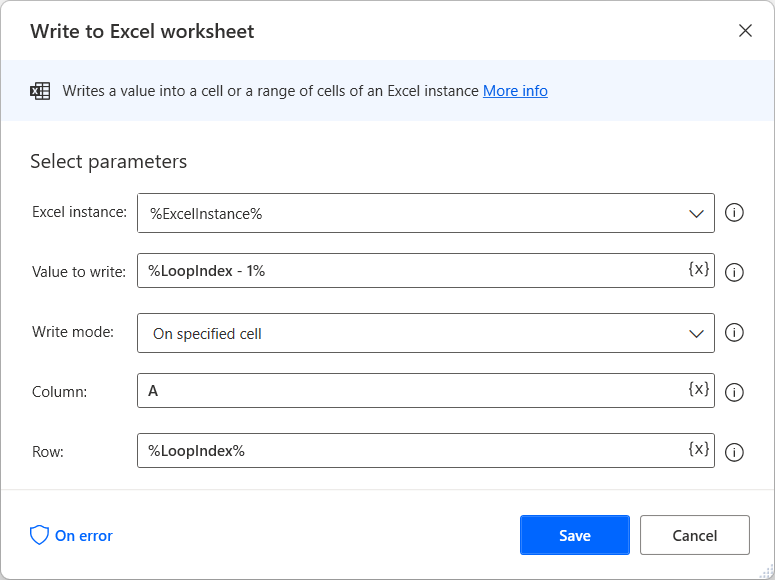 Write to Excel worksheet
Writes a value into a cell or a range of cells of an Excel instance More info
Select parameters
Excel instance: %ExcelInstance%
Value to write: %LoopIndex - 1% {x}
Write mode: On specified cell
Column: A {x}
Row: %LoopIndex% {x}
On error Save Cancel